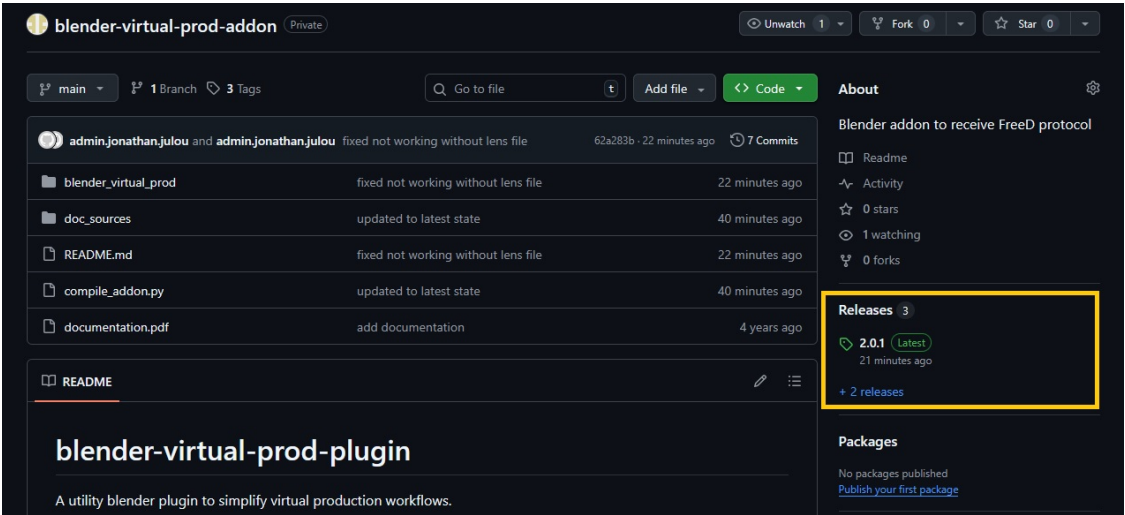 blender-virtual-prod-addon Private Unwatch 1 Fork 0 Star 0
main 1 Branch 3 Tags Go to file t Add file Code
admin.jonathan.julou and admin.jonathan.julou fixed not working without lens file 62a283b · 22 minutes ago 7 Commits
blender_virtual_prod fixed not working without lens file 22 minutes ago
doc_sources updated to latest state 40 minutes ago
README.md fixed not working without lens file 22 minutes ago
compile_addon.py updated to latest state 40 minutes ago
documentation.pdf add documentation 4 years ago
README
blender-virtual-prod-plugin
A utility blender plugin to simplify virtual production workflows.
About
Blender addon to receive FreeD protocol
Readme
Activity
0 stars
1 watching
0 forks
Releases 3
2.0.1 Latest
21 minutes ago
+ 2 releases
Packages
No packages published
Publish your first package